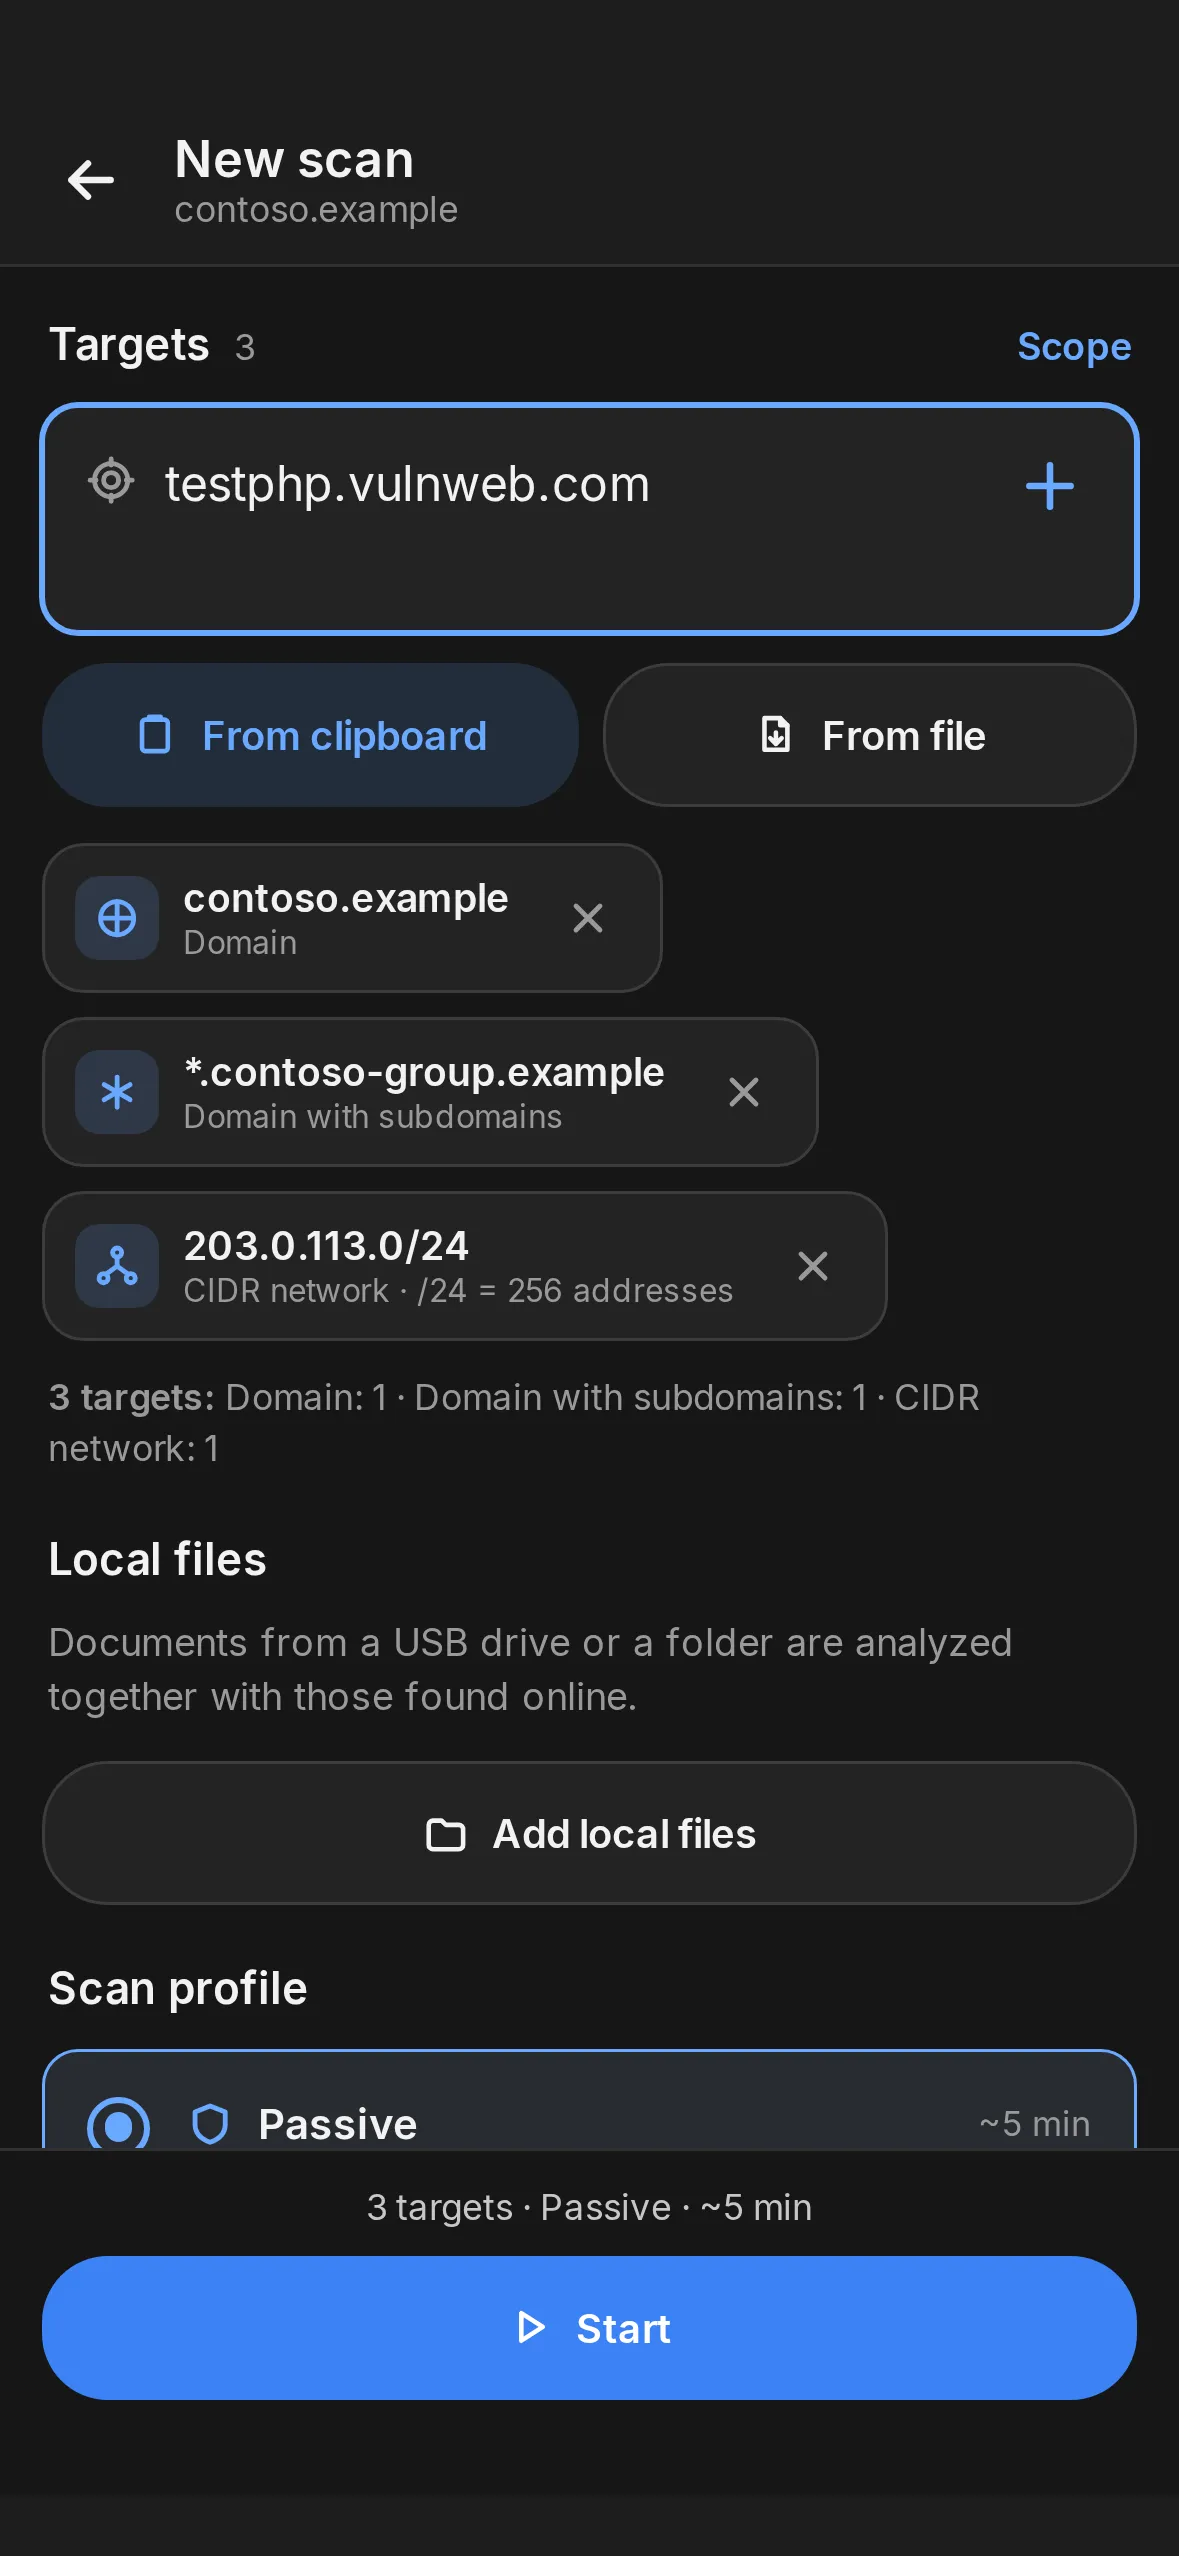 New scan
contoso.example
Targets 3
Scope
testphp.vulnweb.com
From clipboard
From file
contoso.example
Domain
*.contoso-group.example
Domain with subdomains
203.0.113.0/24
CIDR network · /24 = 256 addresses
3 targets: Domain: 1 · Domain with subdomains: 1 · CIDR
network: 1
Local files
Documents from a USB drive or a folder are analyzed
together with those found online.
Add local files
Scan profile
Passive
~5 min
3 targets · Passive · ~5 min
Start